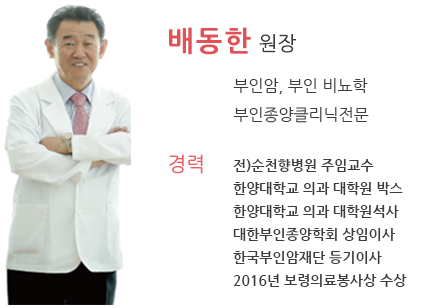 배동한 원장
부인암, 부인 비뇨학
부인종양클리닉전문
경력
전)순천향병원 주임교수
한양대학교 의과 대학원 박스
한양대학교 의과 대학원석사
대한부인종양학회 상임이사
한국부인암재단 등기이사
2016년 보령의료봉사상 수상